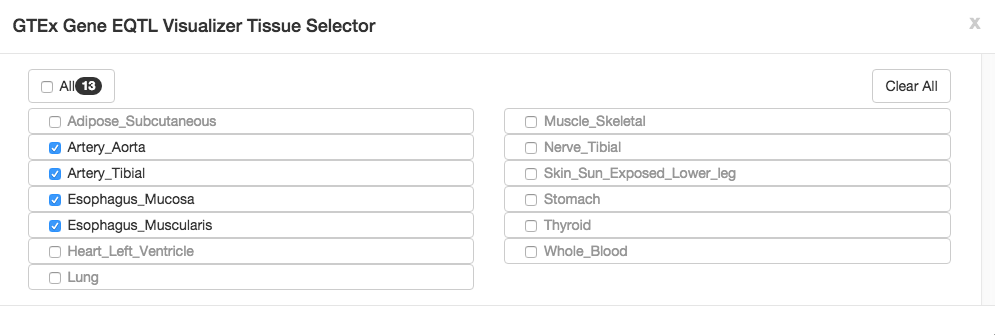 GTEx Gene EQTL Visualizer Tissue Selector x
All 13 Clear All
Adipose_Subcutaneous
Artery_Aorta
Artery_Tibial
Esophagus_Mucosa
Esophagus_Muscularis
Heart_Left_Ventricle
Lung
Muscle_Skeletal
Nerve_Tibial
Skin_Sun_Exposed_Lower_leg
Stomach
Thyroid
Whole_Blood